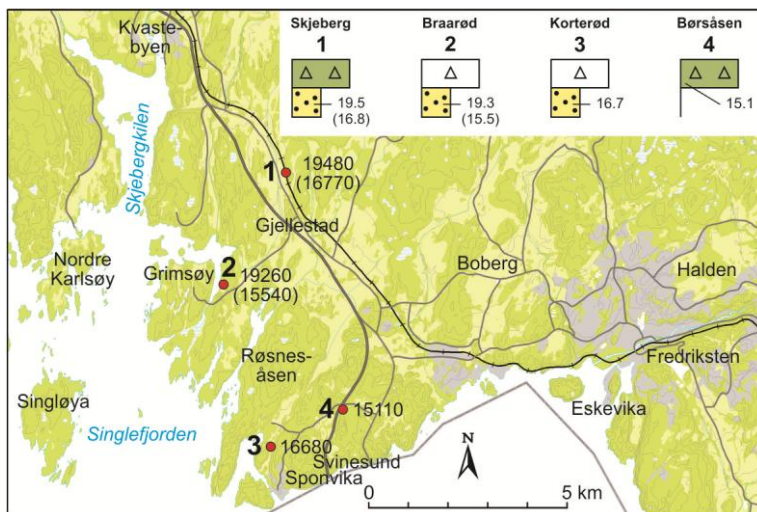 Skjeberg Braarød Korterød Børsåsen
1 2 3 4
19.5
(16.8)
19.3
(15.5)
16.7
15.1
Kvaste-
byen
Skjebergkilen
1 19480
(16770)
Gjellestad
Nordre
Karlsøy
Grimsøy
2 19260
(15540)
Boberg
Halden
Røsnes-
åsen
Fredriksten
Singløya
4 15110
Eskevika
Singlefjorden
3 16680
Svinesund
Sponvika
N
0 5 km